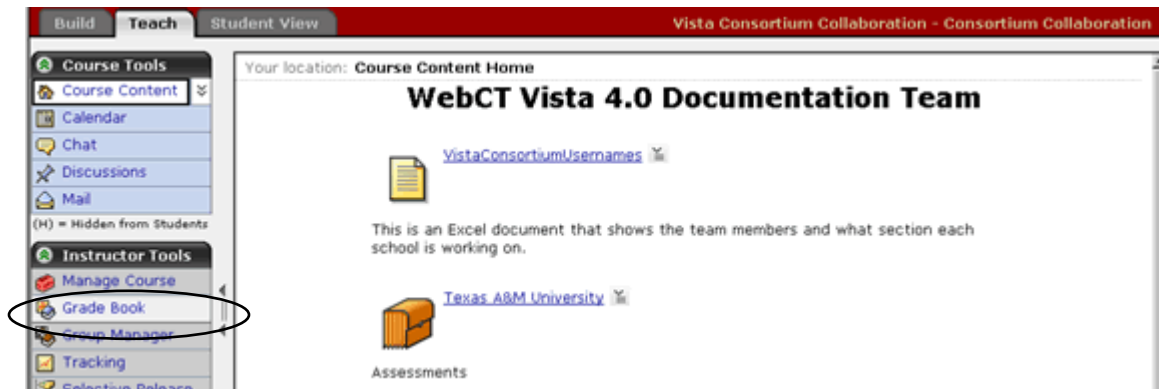 Build Teach Student View Vista Consortium Collaboration - Consortium Collaboration
Course Tools
Course Content
Calendar
Chat
Discussions
Mail
(H) = Hidden from Students
Instructor Tools
Manage Course
Grade Book
Group Manager
Tracking
Selective Release
Your location: Course Content Home
WebCT Vista 4.0 Documentation Team
VistaConsortiumUsernames
This is an Excel document that shows the team members and what section each
school is working on.
Texas A&M University
Assessments